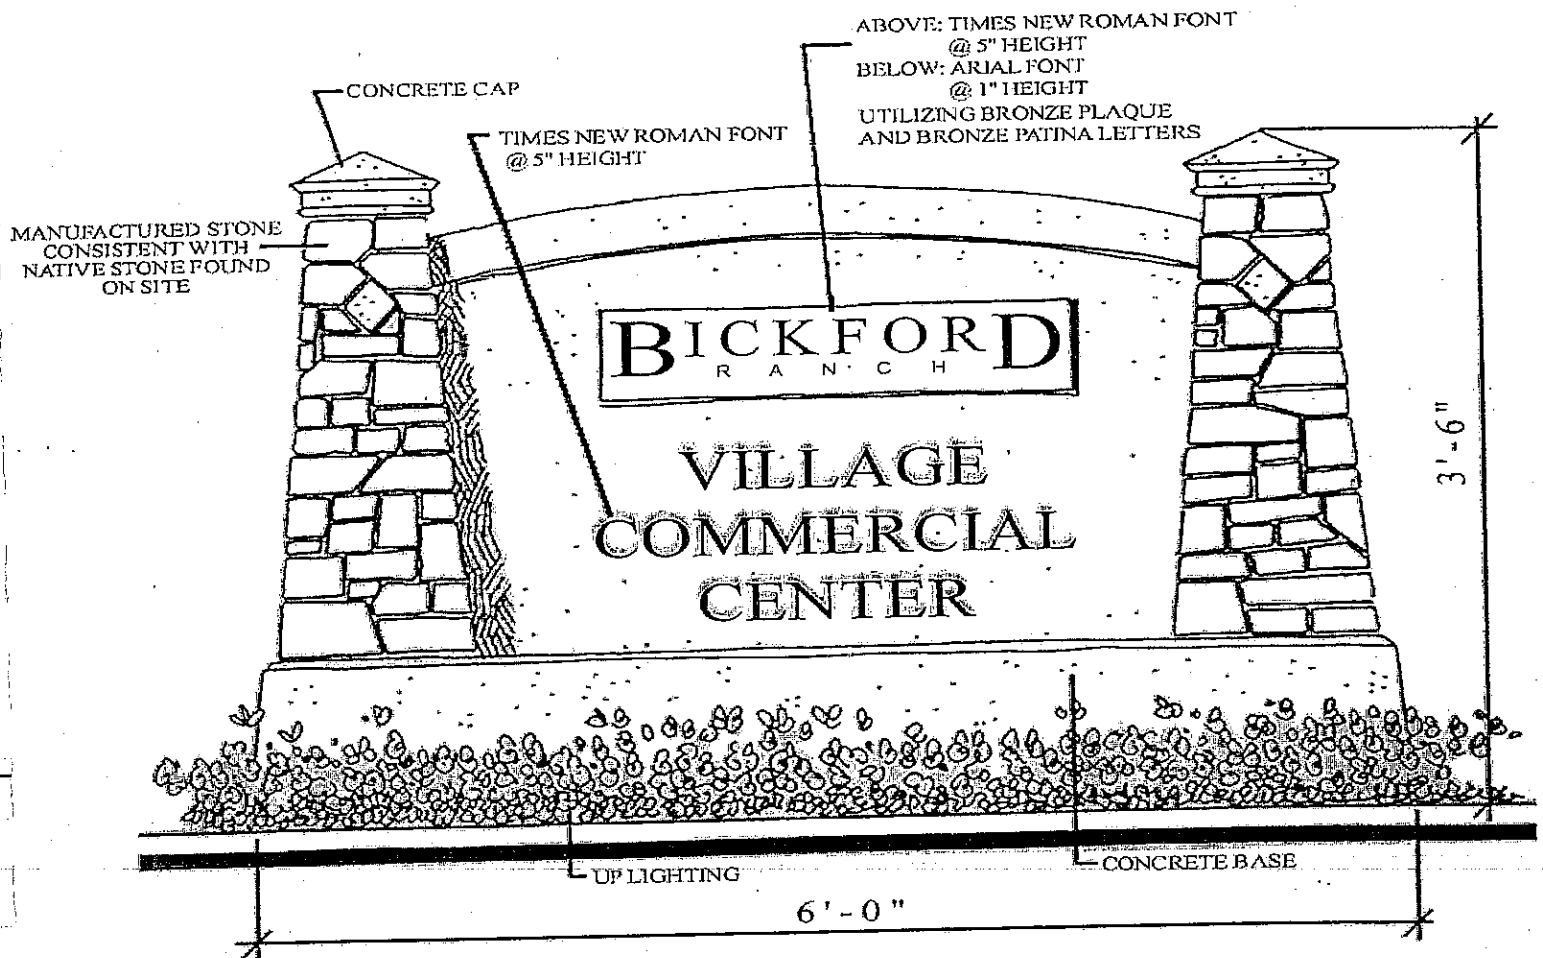 ABOVE: TIMES NEW ROMAN FONT
@ 5" HEIGHT
BELOW: ARIAL FONT
@ 1" HEIGHT
UTILIZING BRONZE PLAQUE
AND BRONZE PATINA LETTERS
CONCRETE CAP
TIMES NEW ROMAN FONT
@ 5" HEIGHT
MANUFACTURED STONE
CONSISTENT WITH
NATIVE STONE FOUND
ON SITE
BICKFORD
RANCH
VILLAGE
COMMERCIAL
CENTER
3'-6"
UP LIGHTING
CONCRETE BASE
6'-0"